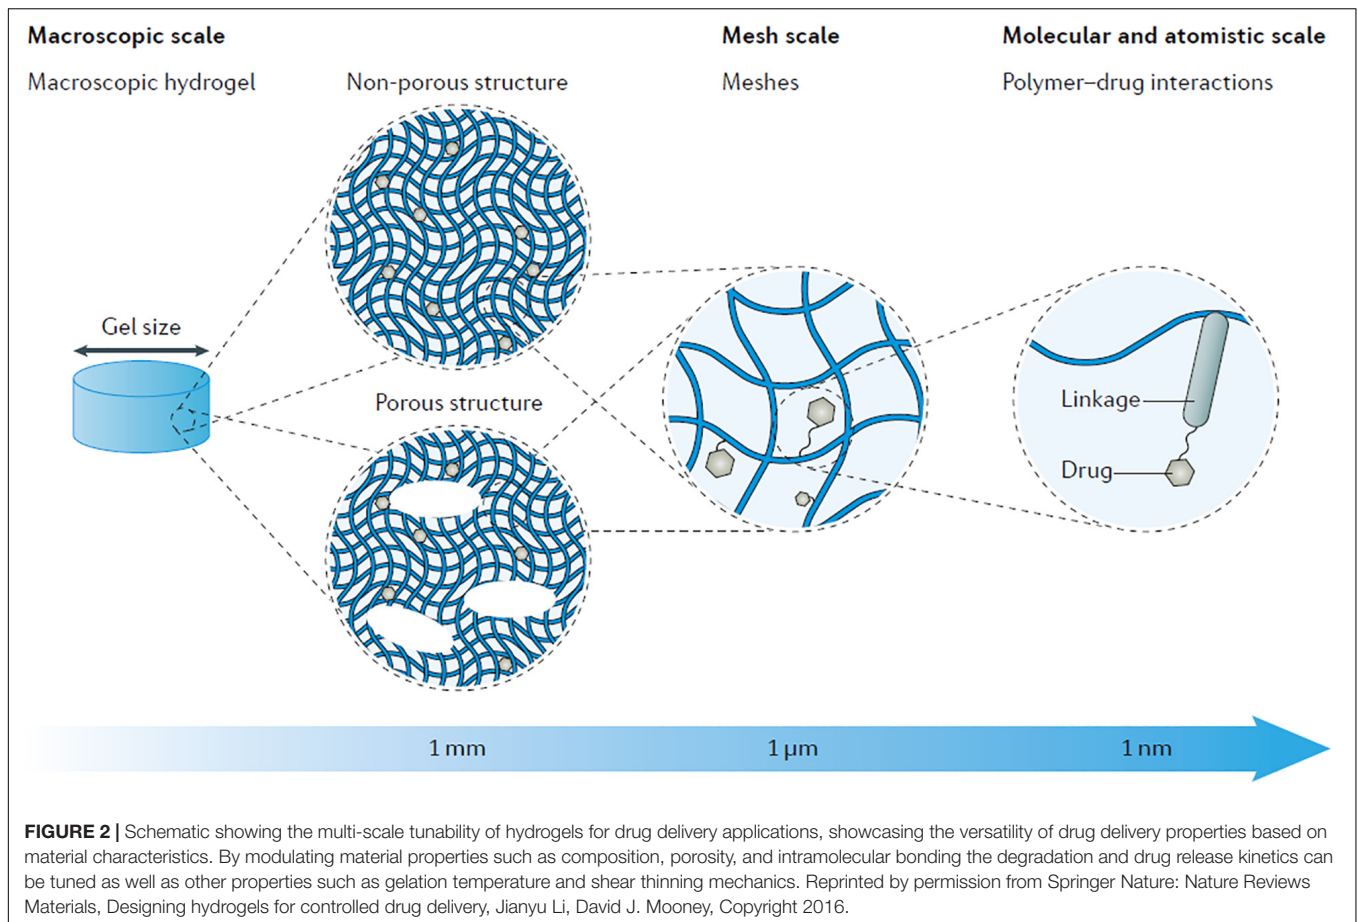 Macroscopic scale
Mesh scale
Molecular and atomistic scale
Macroscopic hydrogel
Non-porous structure
Meshes
Polymer–drug interactions
Gel size
Porous structure
Linkage
Drug
1 mm
1 µm
1 nm
FIGURE 2 | Schematic showing the multi-scale tunability of hydrogels for drug delivery applications, showcasing the versatility of drug delivery properties based on
material characteristics. By modulating material properties such as composition, porosity, and intramolecular bonding the degradation and drug release kinetics can
be tuned as well as other properties such as gelation temperature and shear thinning mechanics. Reprinted by permission from Springer Nature: Nature Reviews
Materials, Designing hydrogels for controlled drug delivery, Jianyu Li, David J. Mooney, Copyright 2016.